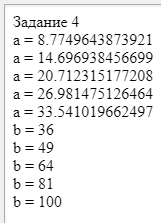 Задание 4
a = 8.7749643873921
a = 14.696938456699
a = 20.712315177208
a = 26.981475126464
a = 33.541019662497
b = 36
b = 49
b = 64
b = 81
b = 100